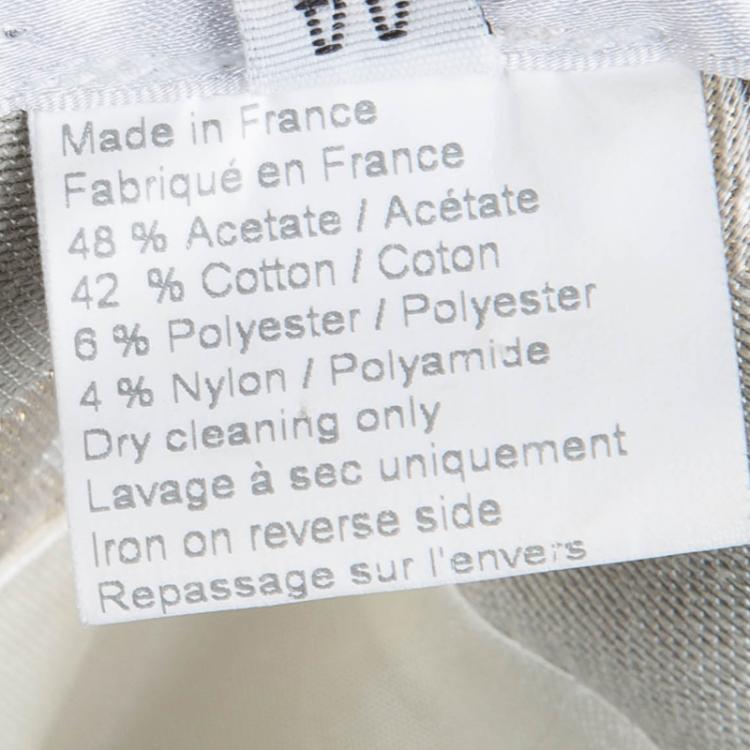 Made in France
Fabriqué en France
48 % Acetate / Acétate
42 % Cotton / Coton
6 % Polyester / Polyester
4 % Nylon / Polyamide
Dry cleaning only
Lavage à sec uniquement
Iron on reverse side
Repassage sur l'envers